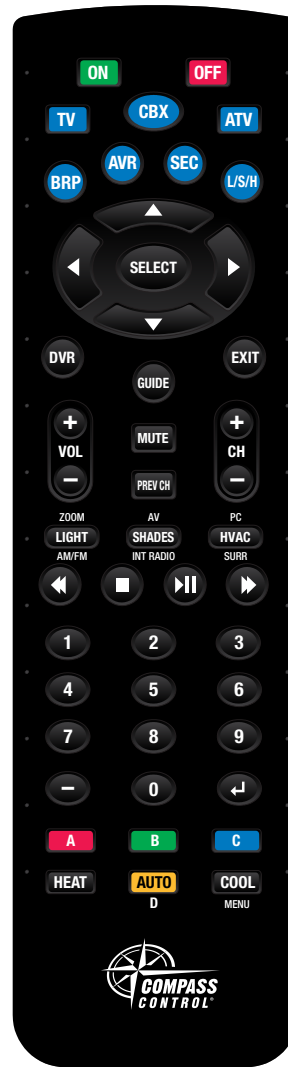 ON OFF
TV CBX ATV
BRP AVR SEC L/S/H
SELECT
DVR GUIDE EXIT
+ +
VOL MUTE CH
– PREV CH –
ZOOM AV PC
LIGHT SHADES HVAC
AM/FM INT RADIO SURR
1 2 3
4 5 6
7 8 9
– 0
A B C
HEAT AUTO COOL
D MENU
COMPASS
CONTROL®